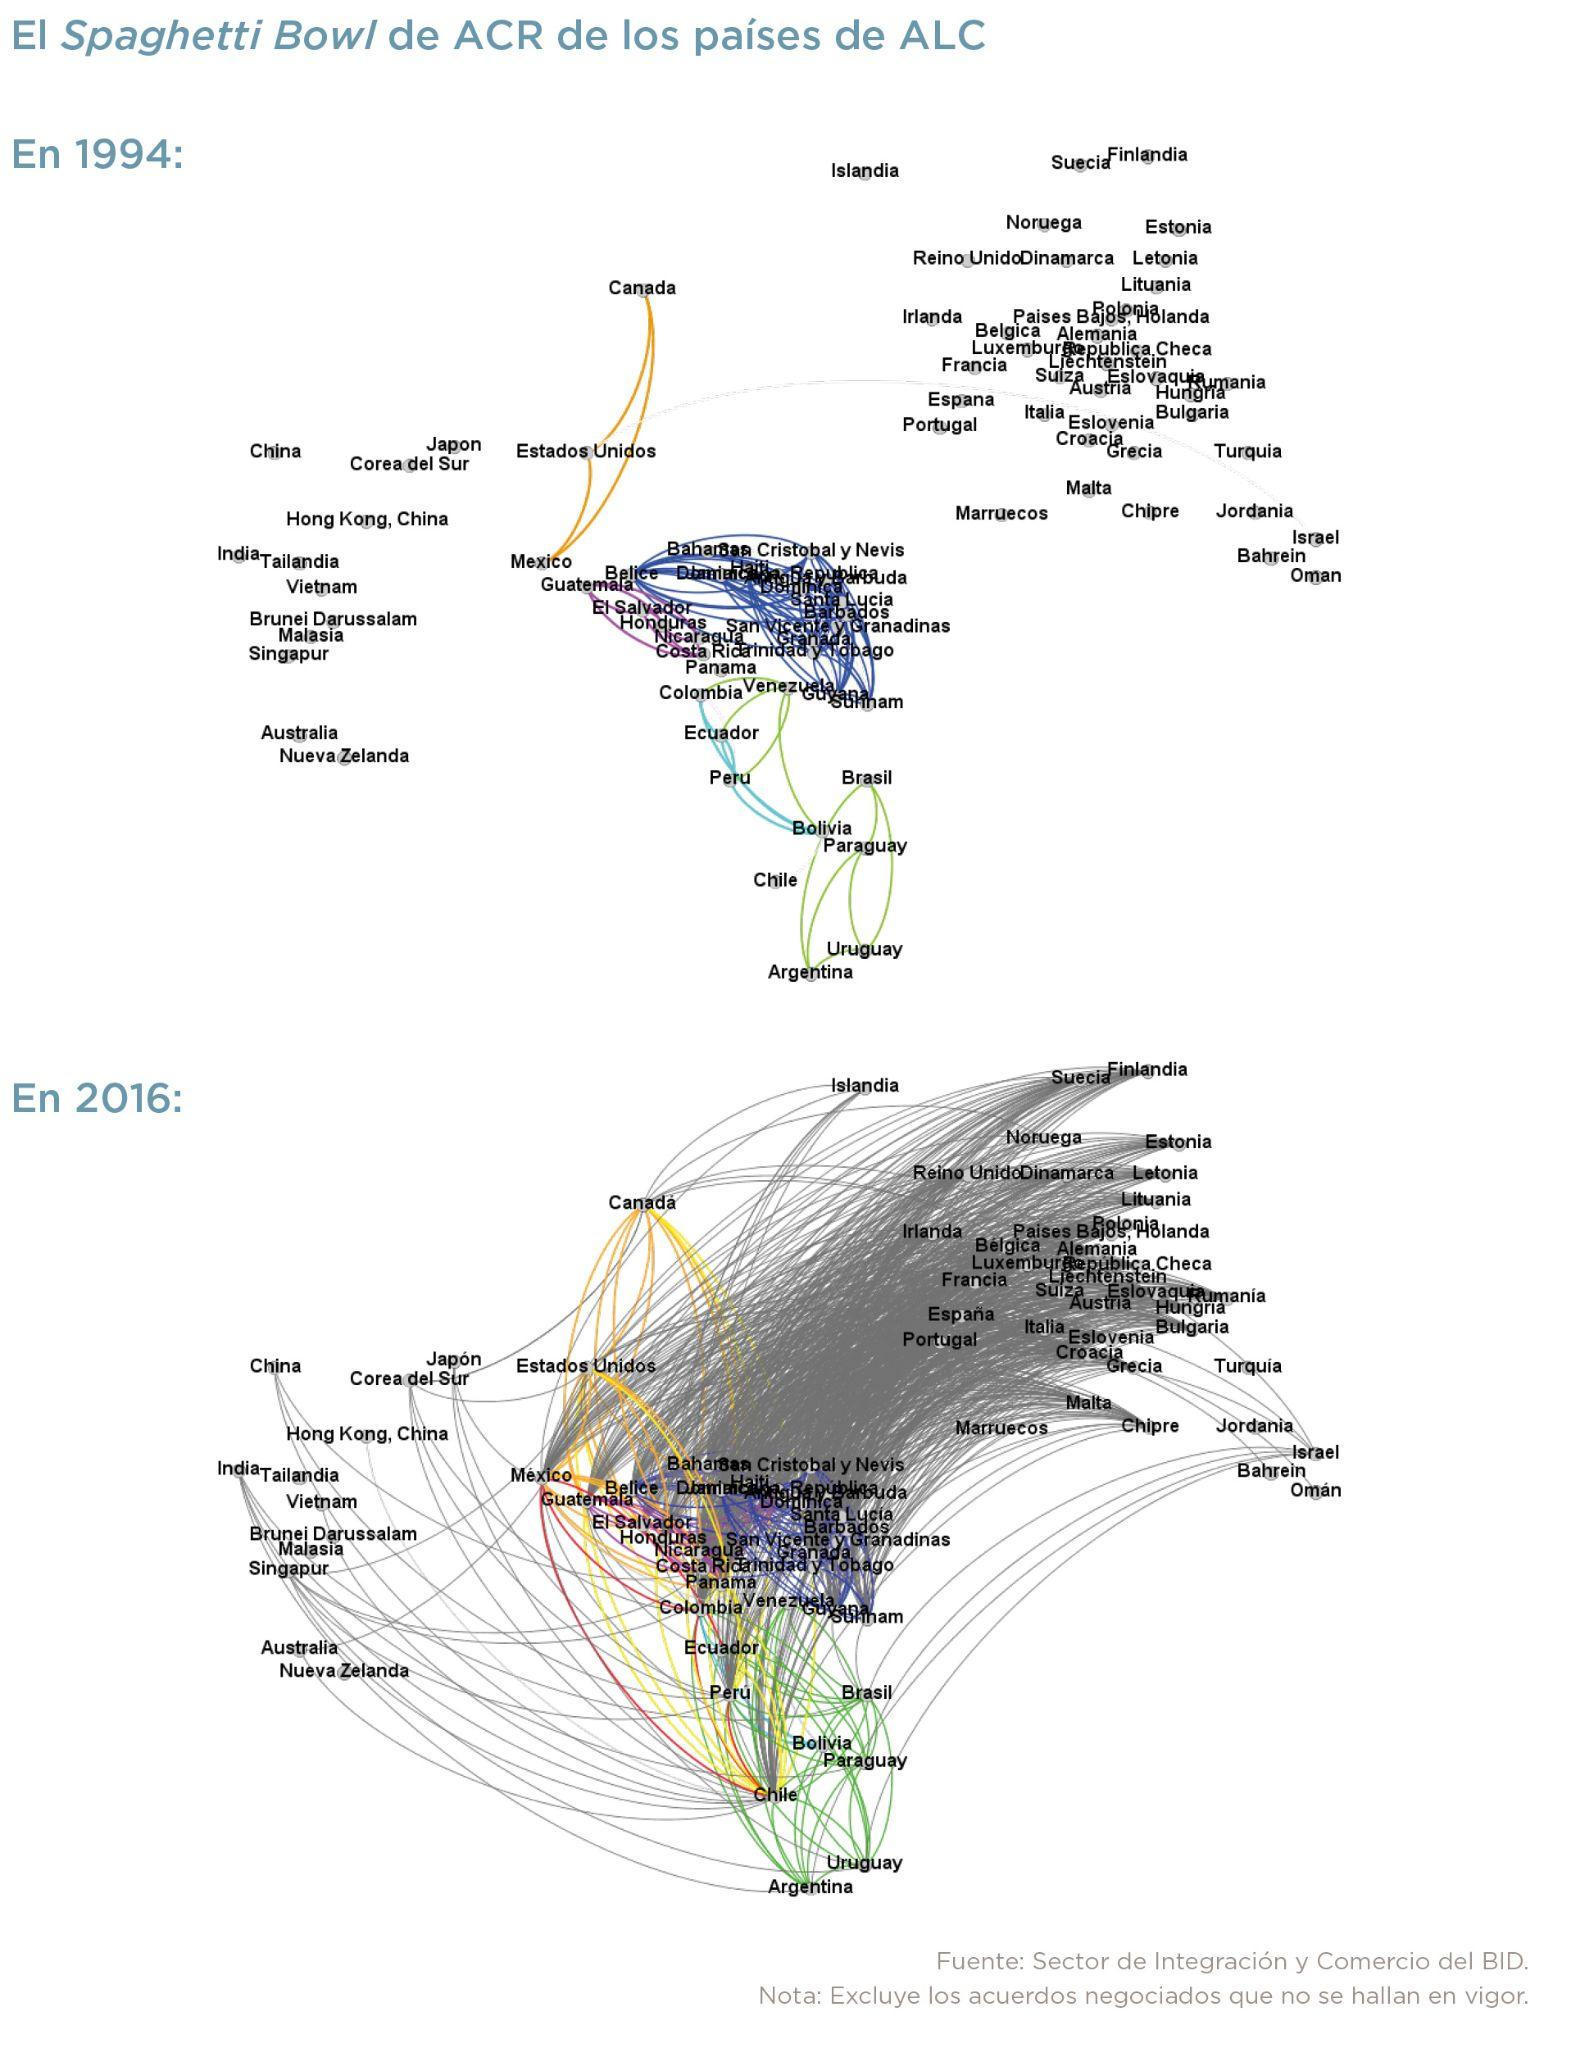 El Spaghetti Bowl de ACR de los países de ALC
En 1994:
Finlandia
Suecia
Islandia
Noruega
Estonia
Reino Unido
Dinamarca
Letonia
Lituania
Canada
Polonia
Irlanda
Paises Bajos, Holanda
Belgica
Alemania
Luxemburgo
Republica Checa
Liechtenstein
Francia
Suiza
Eslovaquia
Rumania
Austria
Hungria
Espana
Italia
Bulgaria
Portugal
Eslovenia
Croacia
Japon
China
Estados Unidos
Grecia
Turquia
Corea del Sur
Malta
Hong Kong, China
Marruecos
Chipre
Jordania
Israel
Bahamas
San Cristobal y Nevis
India
Tailandia
Mexico
Bahrein
Haiti
Belice
Oman
Guatemala
Vietnam
Dominica
Santa Lucia
El Salvador
Barbados
Brunei Darussalam
Honduras
San Vicente y Granadinas
Malasia
Nicaragua
Granada
Singapur
Costa Rica
Trinidad y Tobago
Panama
Venezuela
Colombia
Guyana
Surinam
Australia
Ecuador
Nueva Zelanda
Peru
Brasil
Bolivia
Paraguay
Chile
Uruguay
Argentina
En 2016:
Finlandia
Suecia
Islandia
Noruega
Estonia
Reino Unido
Dinamarca
Letonia
Lituania
Canadá
Polonia
Irlanda
Paises Bajos, Holanda
Bélgica
Alemania
Luxemburgo
República Checa
Liechtenstein
Francia
Suiza
Eslovaquia
Rumanía
Austria
Hungria
España
Italia
Bulgaria
Portugal
Eslovenia
Croacia
Japón
China
Estados Unidos
Grecia
Turquía
Corea del Sur
Malta
Hong Kong, China
Marruecos
Chipre
Jordania
Israel
Bahamas
San Cristobal y Nevis
India
Tailandia
México
Bahrein
Haiti
Belice
Omán
Guatemala
Vietnam
Dominica
Santa Lucía
El Salvador
Barbados
Brunei Darussalam
Honduras
San Vicente y Granadinas
Malasia
Nicaragua
Granada
Singapur
Costa Rica
Trinidad y Tobago
Panama
Venezuela
Colombia
Guyana
Surinam
Australia
Ecuador
Nueva Zelanda
Perú
Brasil
Bolivia
Paraguay
Chile
Uruguay
Argentina
Fuente: Sector de Integración y Comercio del BID.
Nota: Excluye los acuerdos negociados que no se hallan en vigor.